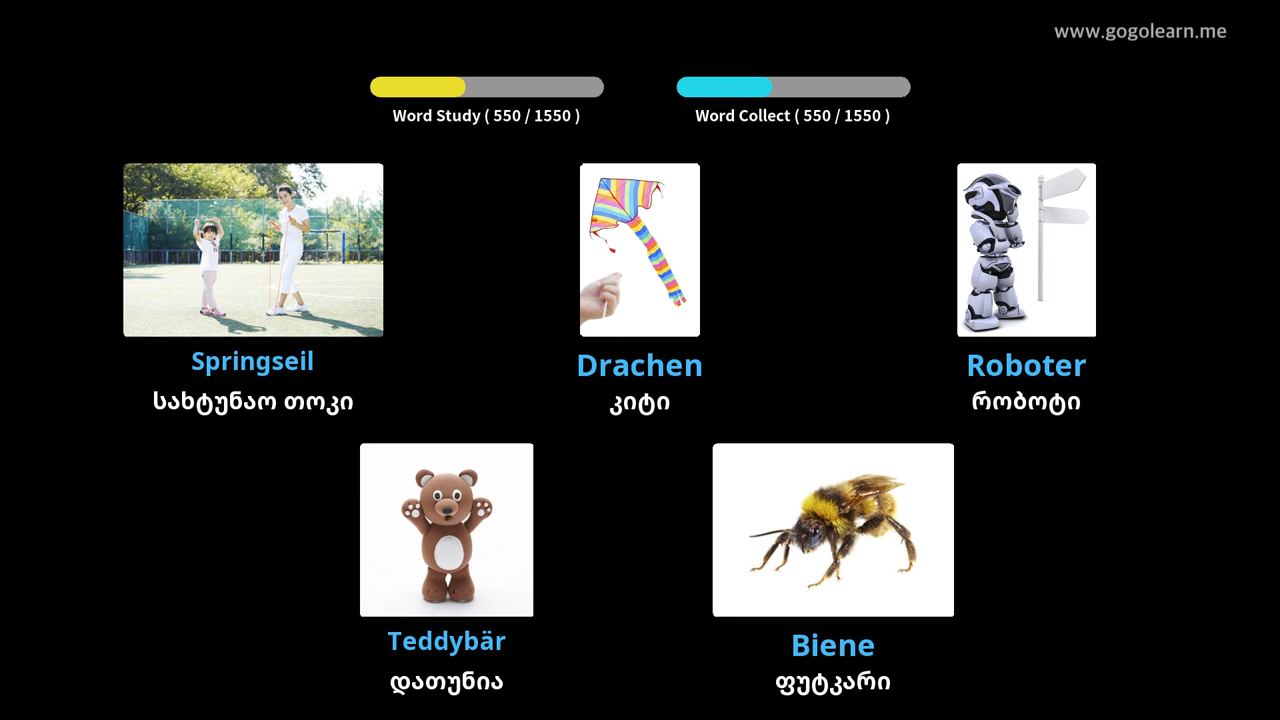 www.gogolearn.me
Word Study ( 550 / 1550 )
Word Collect ( 550 / 1550 )
Springseil
Drachen
Roboter
სახტუნაო თოკი
კიტი
რობოტი
Teddybär
Biene
დათუნია
ფუტკარი